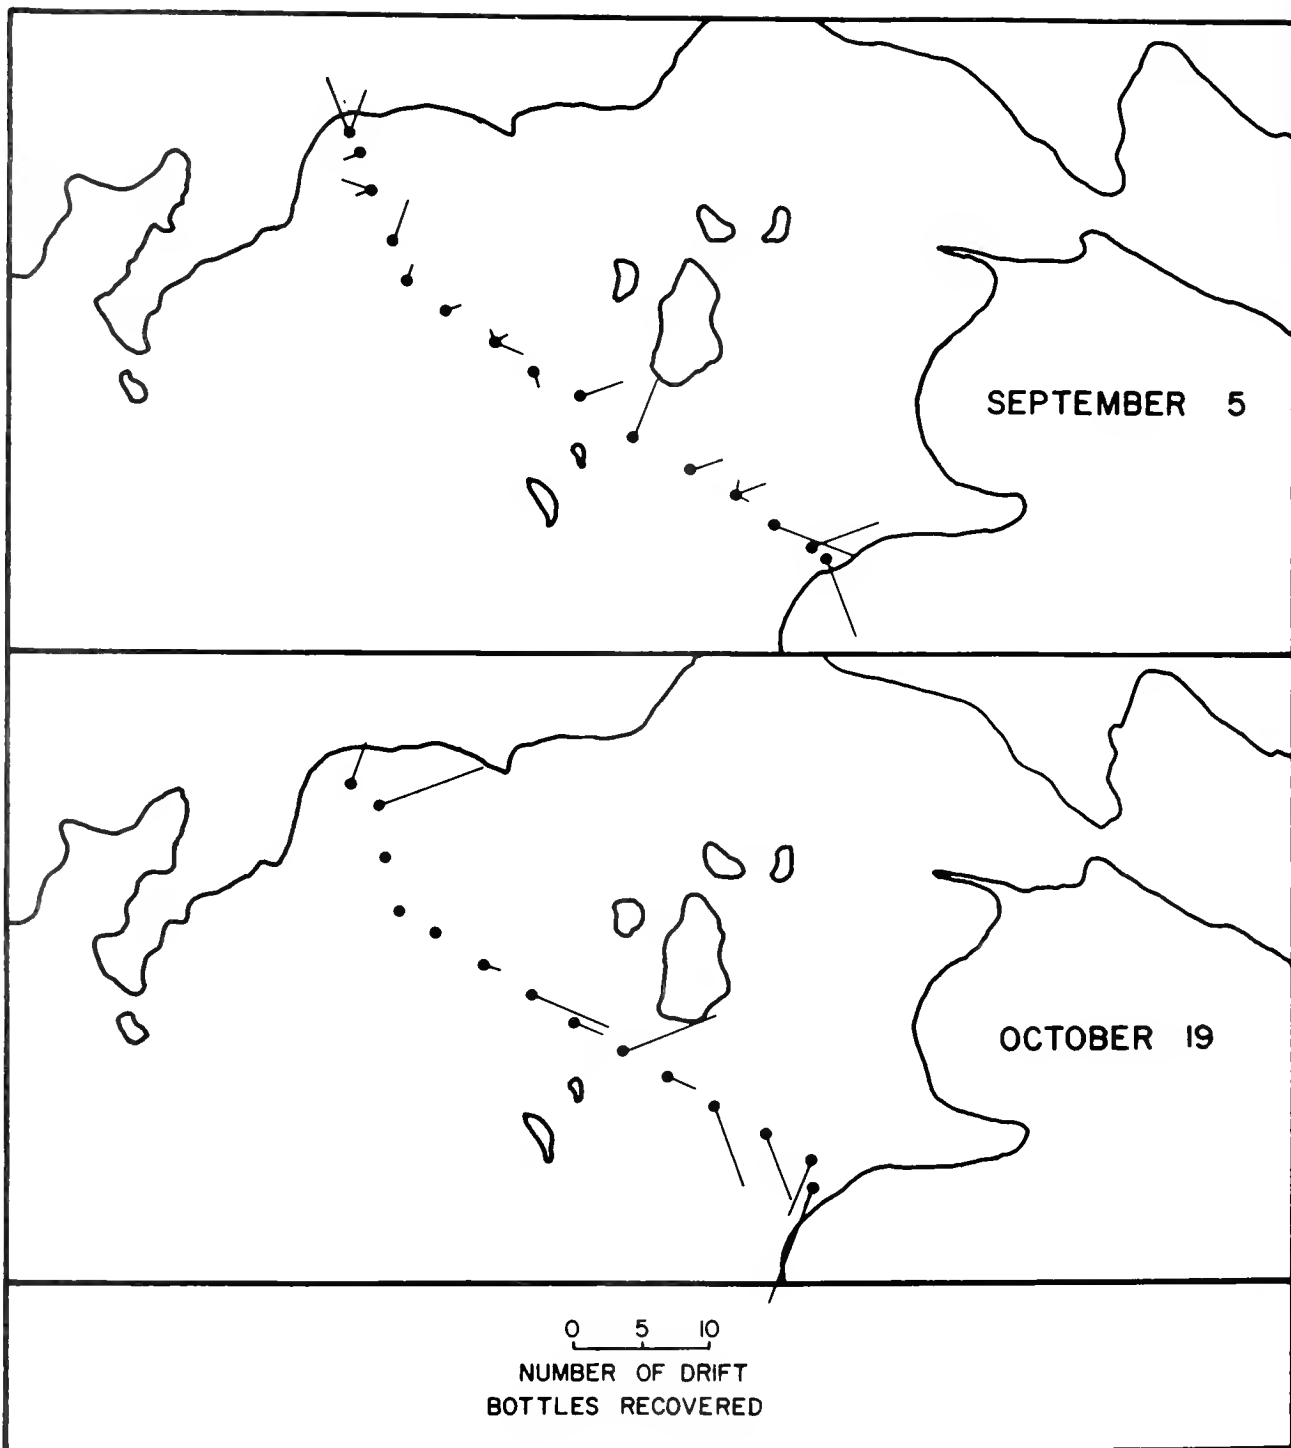 SEPTEMBER 5
OCTOBER 19
0 5 10
NUMBER OF DRIFT
BOTTLES RECOVERED